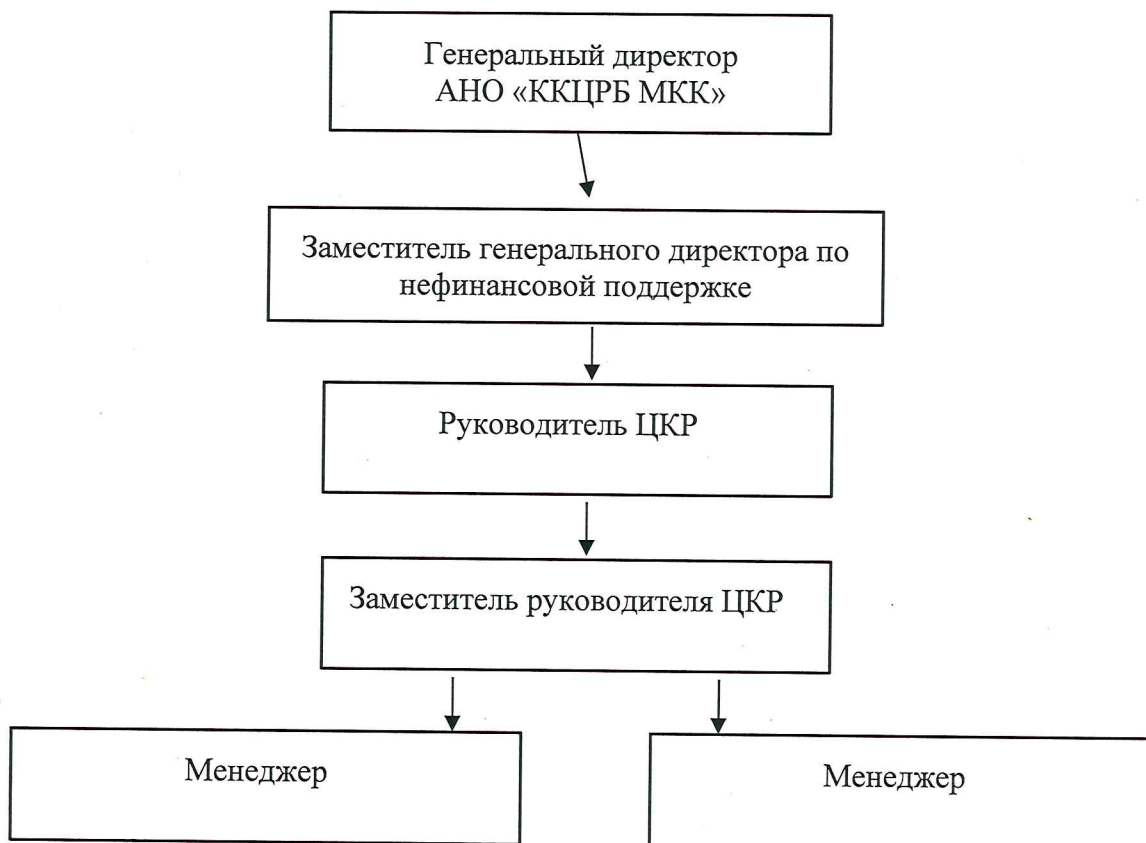 Генеральный директор
АНО «ККЦРБ МКК»
Заместитель генерального директора по
нефинансовой поддержке
Руководитель ЦКР
Заместитель руководителя ЦКР
Менеджер
Менеджер